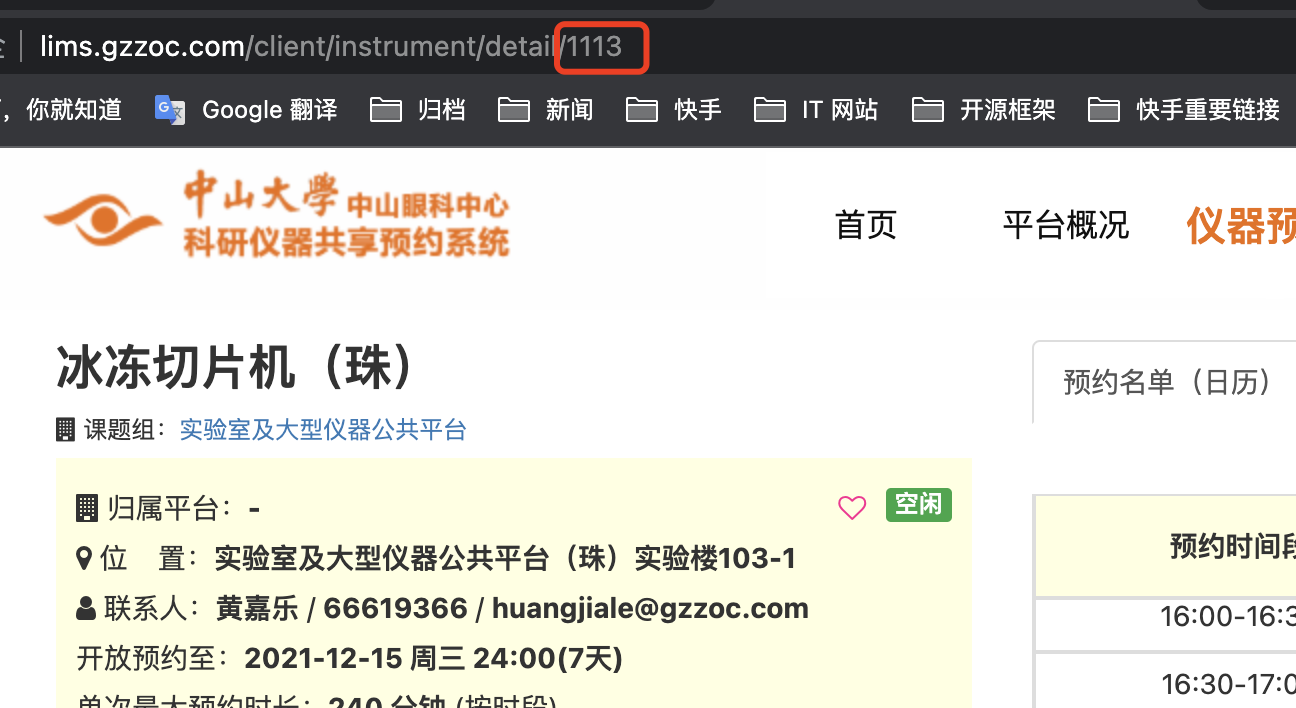 lims.gzzoc.com/client/instrument/detail/1113
，你就知道 Google 翻译 归档 新闻 快手 IT 网站 开源框架 快手重要链接
中山大學 中山眼科中心
科研仪器共享预约系统
首页 平台概况 仪器预
冰冻切片机（珠）
课题组：实验室及大型仪器公共平台
归属平台：-
空闲
位 置：实验室及大型仪器公共平台（珠）实验楼103-1
联系人：黄嘉乐 / 66619366 / huangjiale@gzzoc.com
开放预约至：2021-12-15 周三 24:00(7天)
单次最大预约时长：240 分钟 (按时段)
预约名单（日历）
预约时间段
16:00-16:3
16:30-17:0